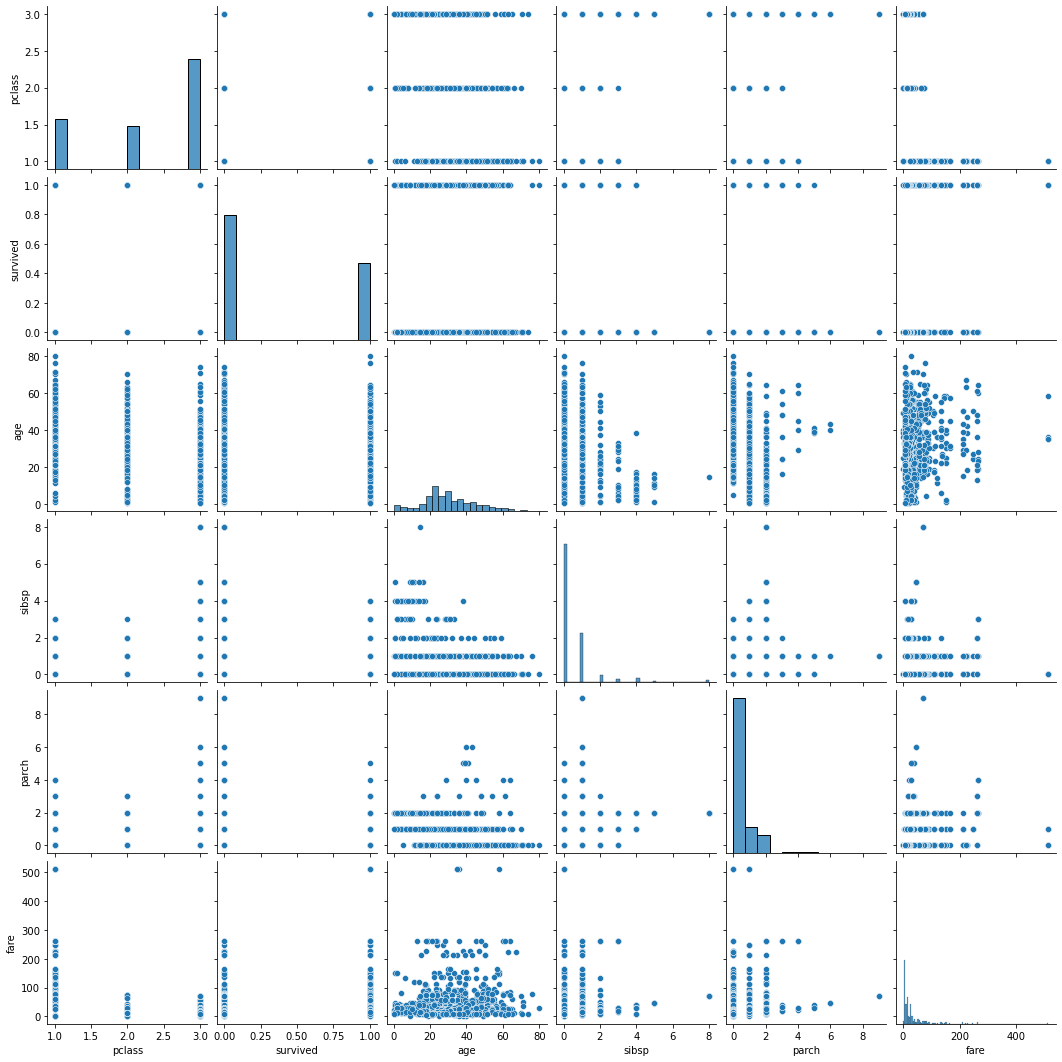 3.0
2.5
2.0
1.5
1.0
pclass
1.0
0.8
0.6
0.4
0.2
0.0
survived
80
60
40
20
0
age
8
6
4
2
0
sibsp
8
6
4
2
0
parch
500
400
300
200
100
0
fare
1.0 1.5 2.0 2.5 3.0
pclass
0.00 0.25 0.50 0.75 1.00
survived
0 20 40 60 80
age
0 2 4 6 8
sibsp
0 2 4 6 8
parch
0 200 400
fare